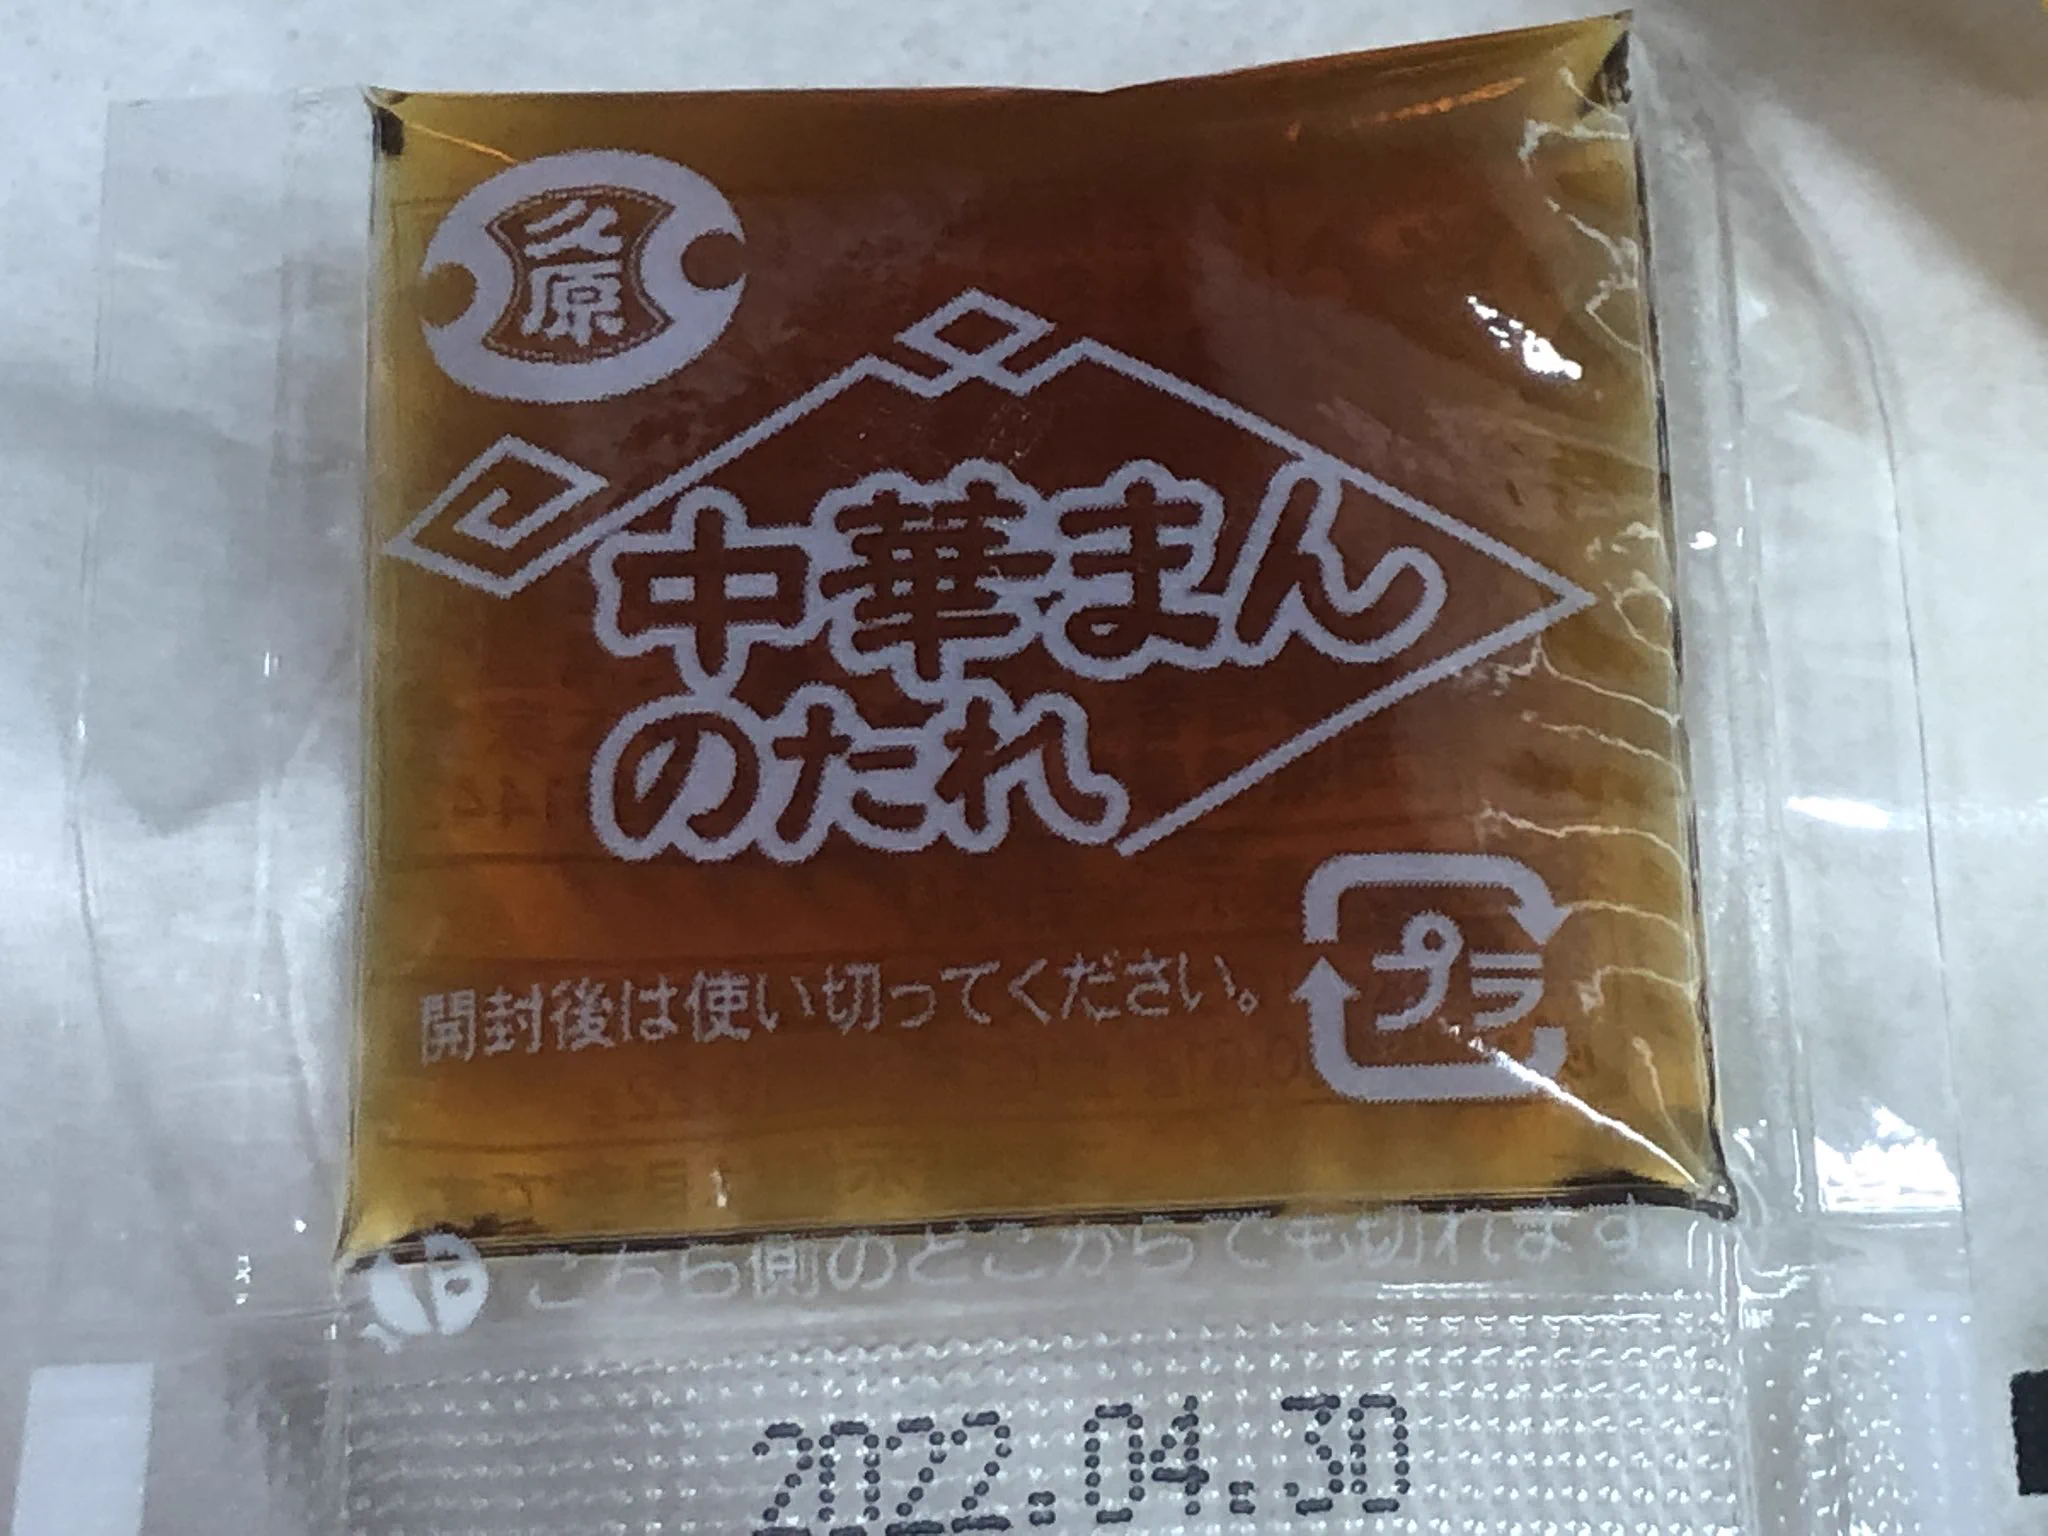 久原
中華まん
のたれ
開封後は使い切ってください。
プラ
こちら側のどこからでも切れます
2022.04.30